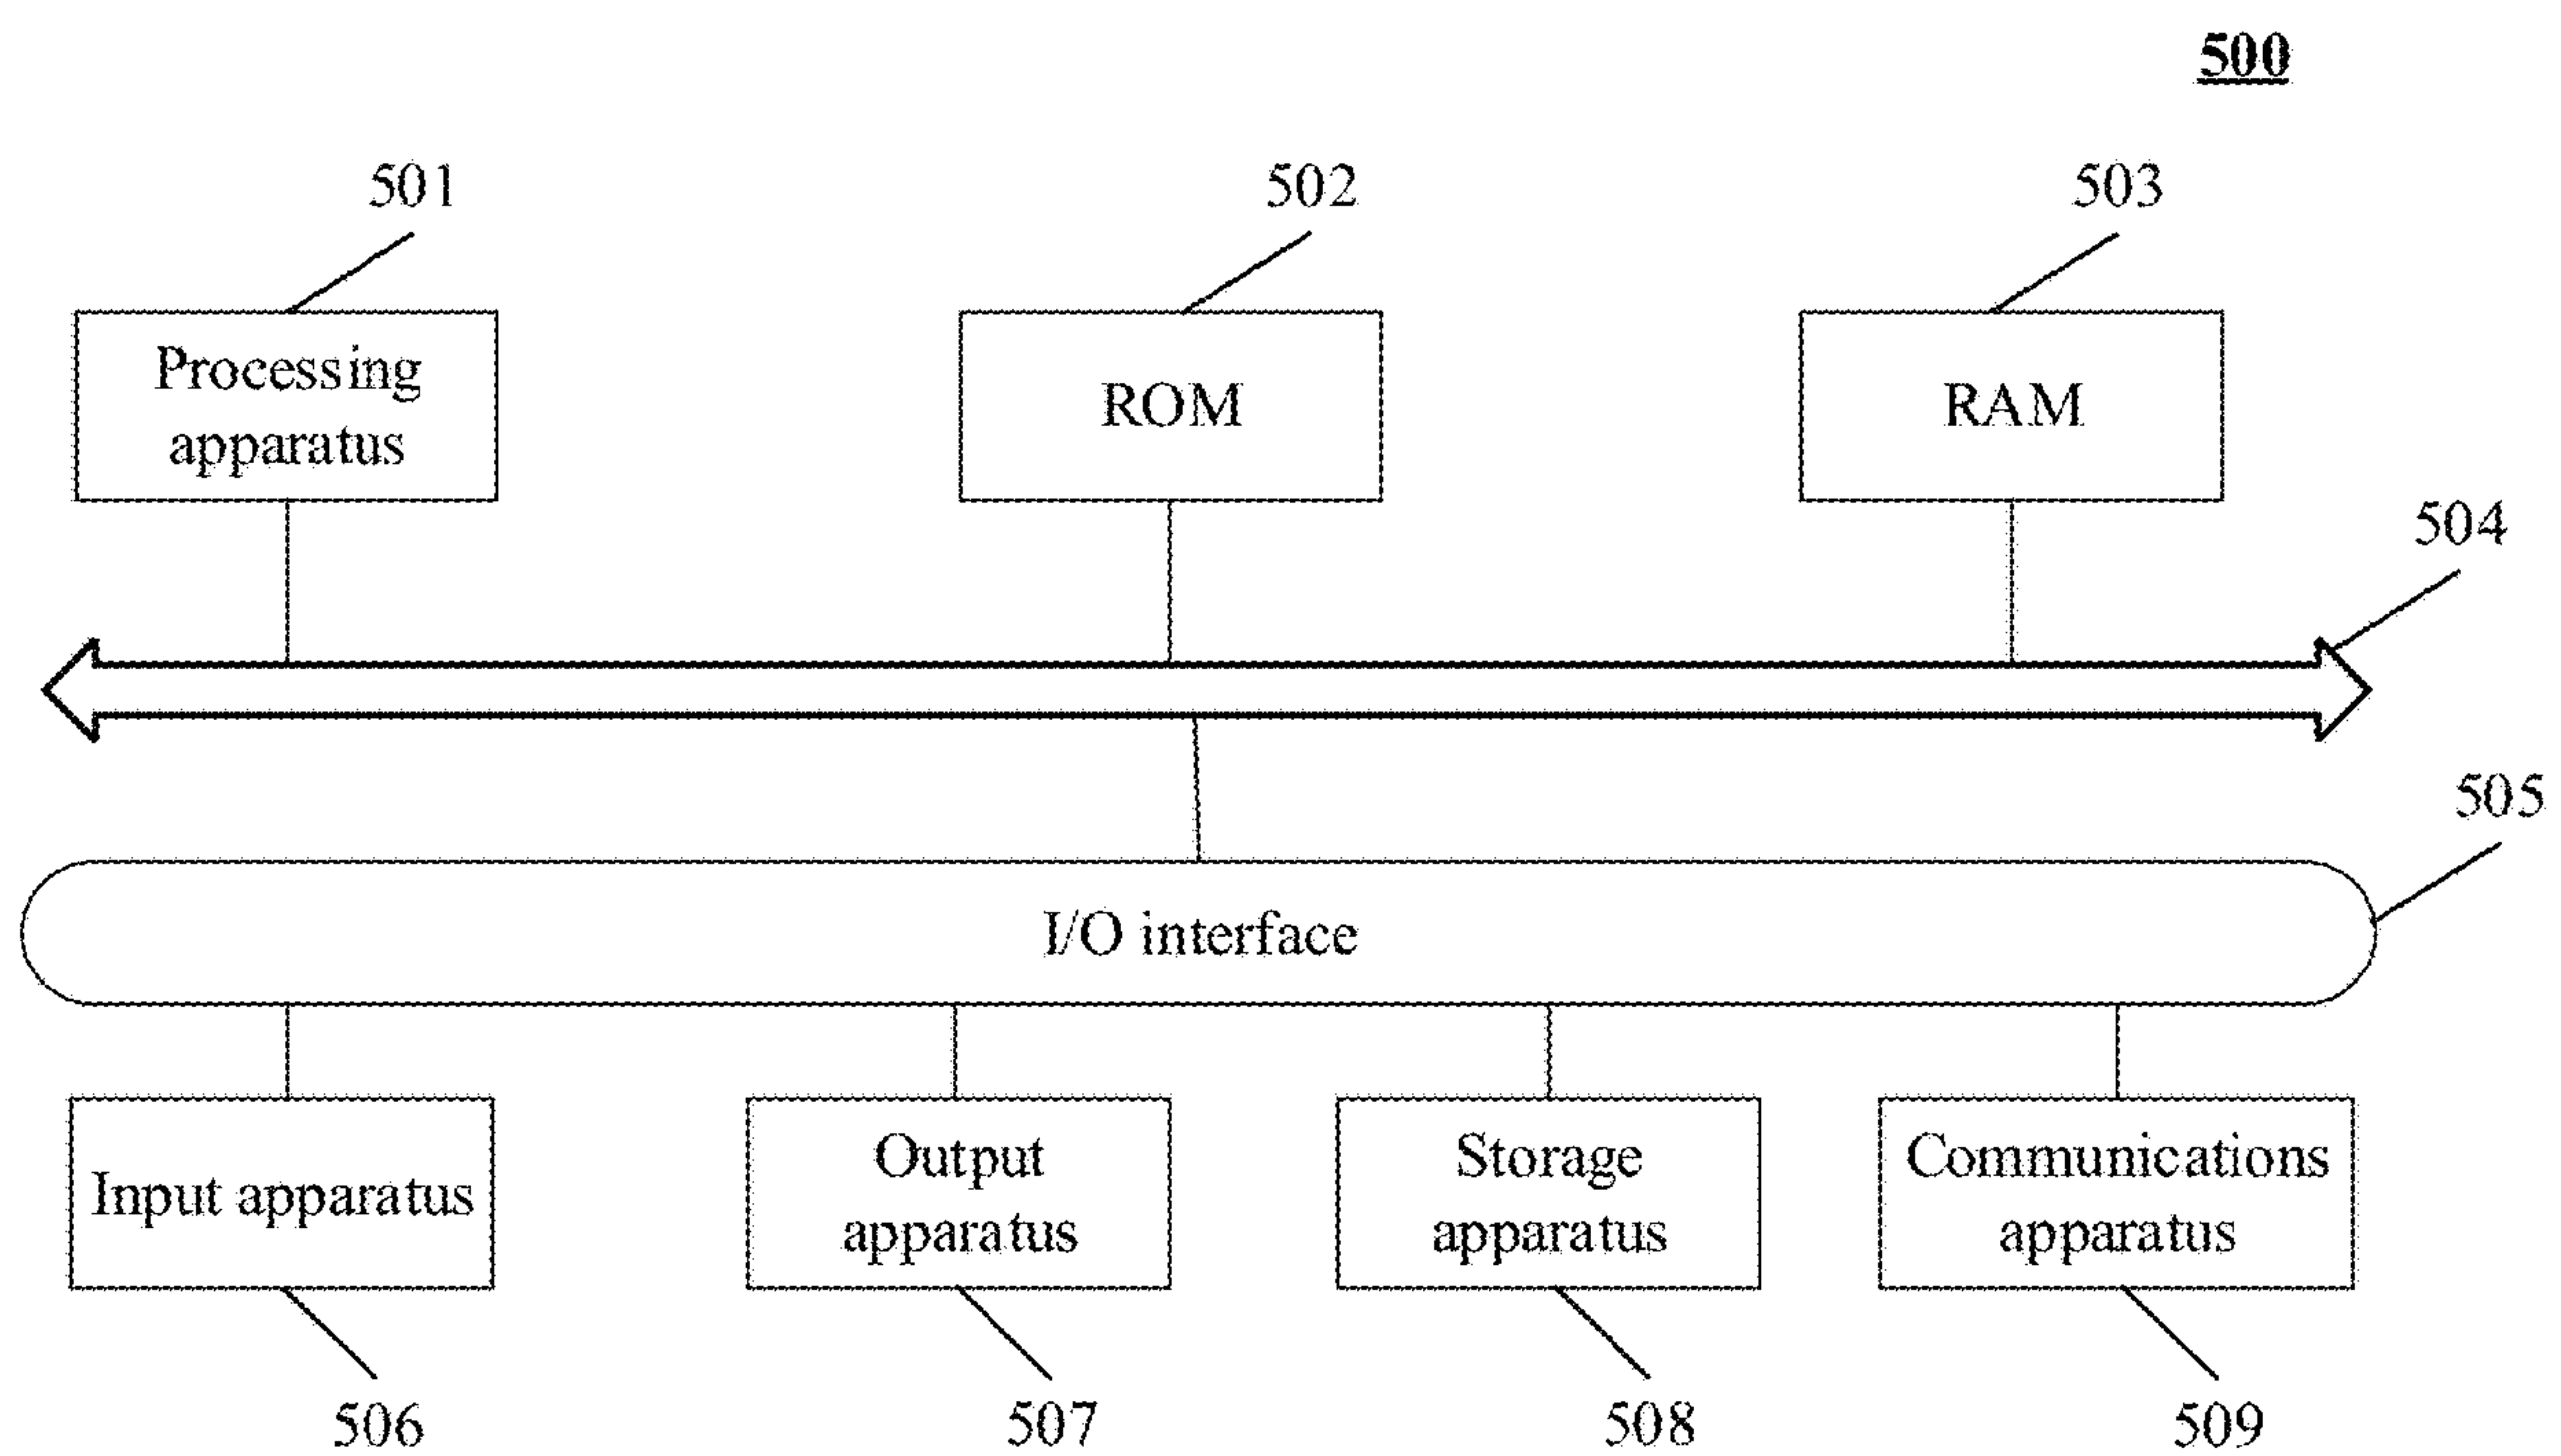 500
501
502
503
Processing
apparatus
ROM
RAM
504
505
I/O interface
Input apparatus
Output
apparatus
Storage
apparatus
Communications
apparatus
506
507
508
509